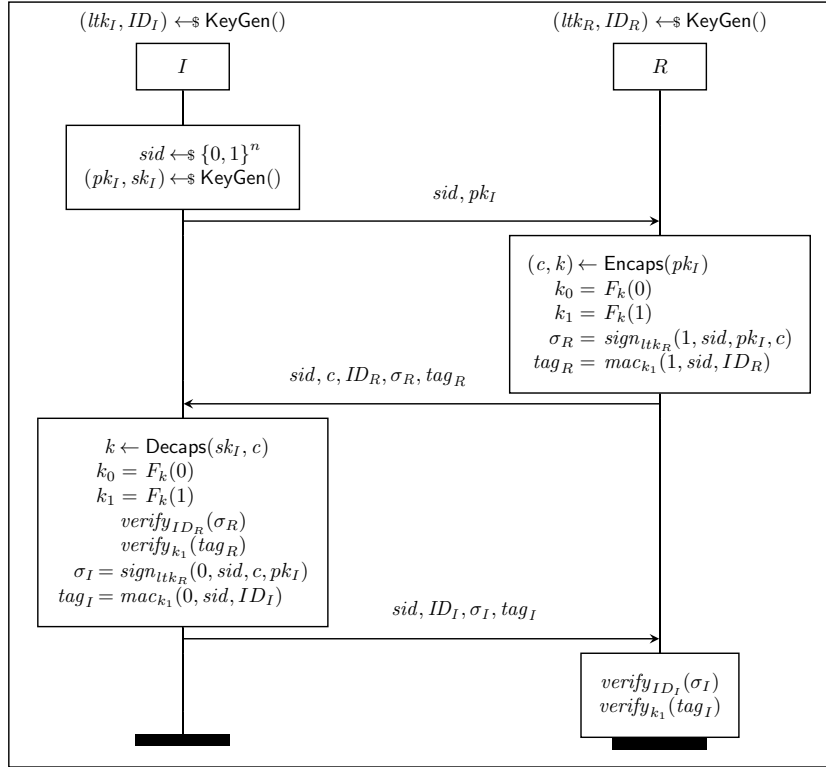 (ltk_I, ID_I) ←$ KeyGen()
(ltk_R, ID_R) ←$ KeyGen()
I
R
sid ←$ {0, 1}^n
(pk_I, sk_I) ←$ KeyGen()
sid, pk_I
(c, k) ← Encaps(pk_I)
k_0 = F_k(0)
k_1 = F_k(1)
σ_R = sign_{ltk_R}(1, sid, pk_I, c)
tag_R = mac_{k_1}(1, sid, ID_R)
sid, c, ID_R, σ_R, tag_R
k ← Decaps(sk_I, c)
k_0 = F_k(0)
k_1 = F_k(1)
verify_{ID_R}(σ_R)
verify_{k_1}(tag_R)
σ_I = sign_{ltk_R}(0, sid, c, pk_I)
tag_I = mac_{k_1}(0, sid, ID_I)
sid, ID_I, σ_I, tag_I
verify_{ID_I}(σ_I)
verify_{k_1}(tag_I)